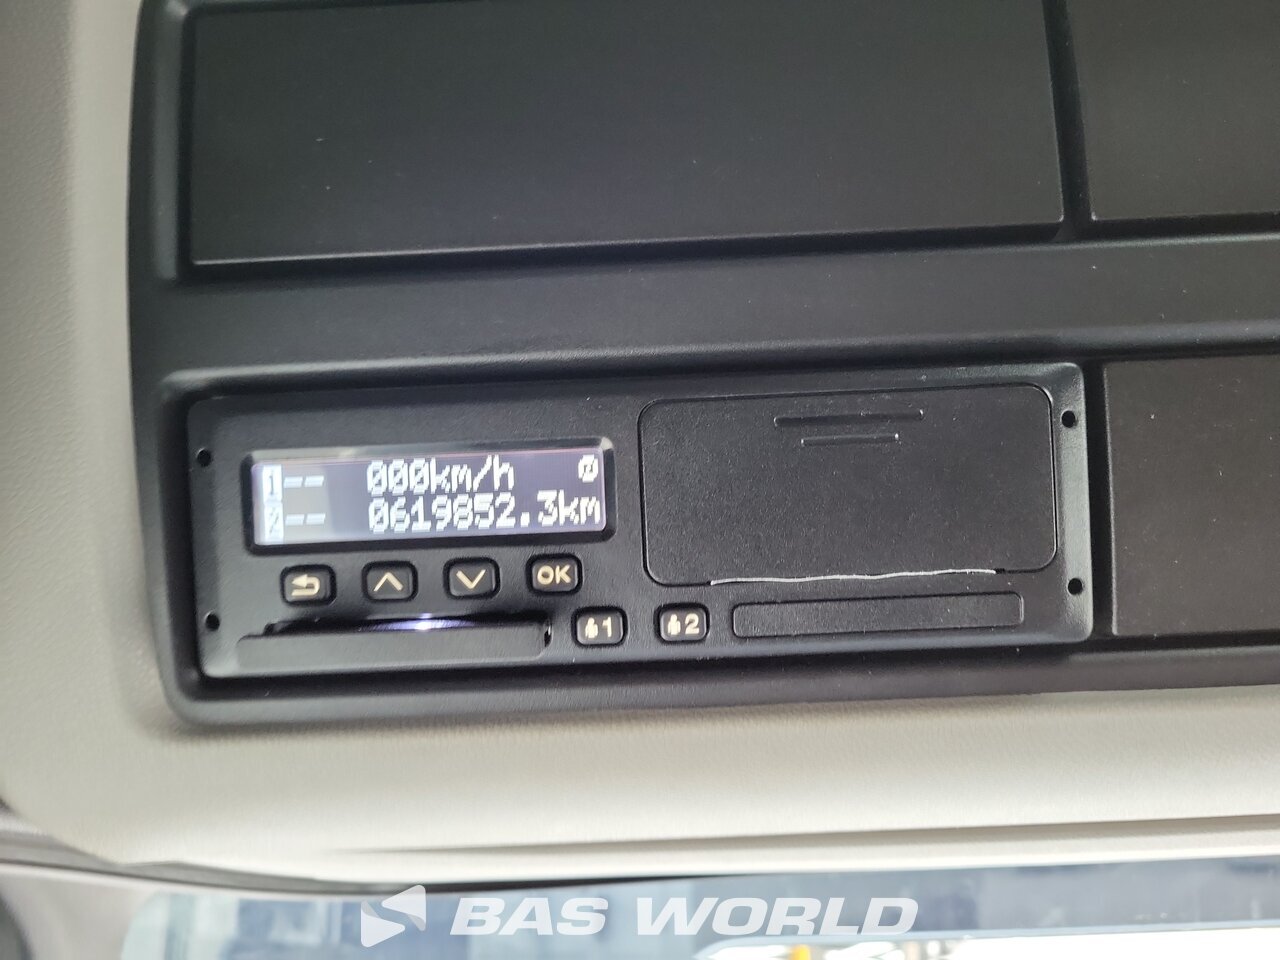 1-- 000km/h
2-- 0619852.3km
OK
1
2
BAS WORLD